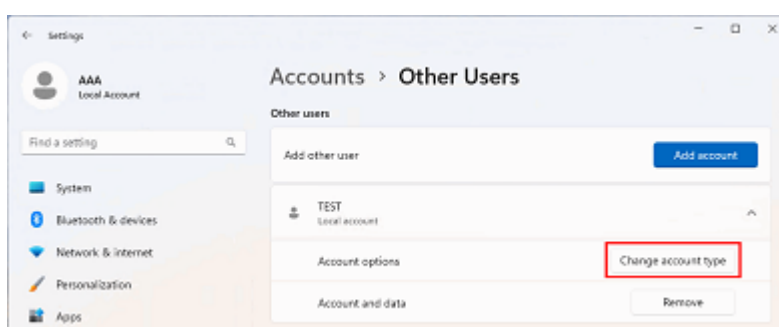 Settings
AAA
Local Account
Find a setting
System
Bluetooth & devices
Network & internet
Personalization
Apps
Accounts > Other Users
Other users
Add other user
Add account
TEST
Local account
Account options
Change account type
Account and data
Remove